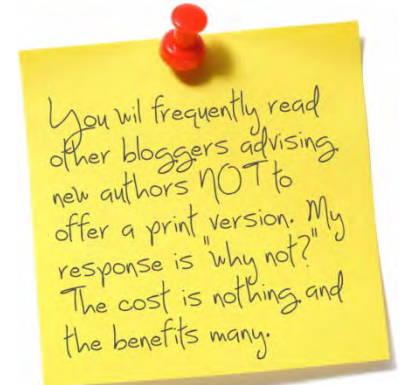 You wil frequently read
other bloggers advising
new authors NOT to
offer a print version. My
response is "why not?"
The cost is nothing and
the benefits many.